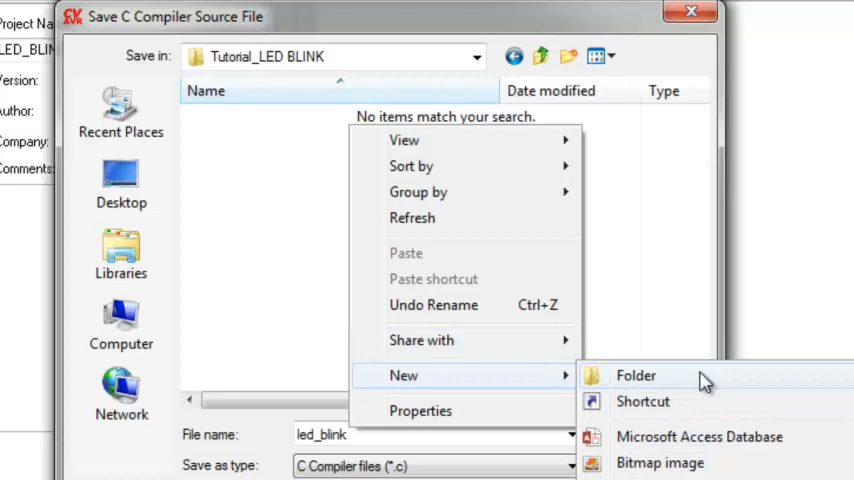 Project Na
CV
AVR
Save C Compiler Source File
LED_BLIN
Save in:
Tutorial_LED BLINK
Version:
Name
Date modified
Type
Author:
No items match your search.
Recent Places
Company:
Comments:
Desktop
Libraries
Computer
Network
View
Sort by
Group by
Refresh
Paste
Paste shortcut
Undo Rename Ctrl+Z
Share with
New
Properties
Folder
Shortcut
Microsoft Access Database
Bitmap image
File name:
led_blink
Save as type:
C Compiler files (*.c)